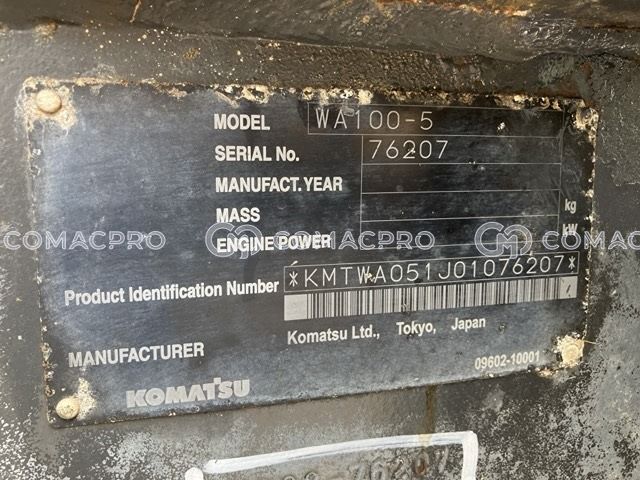 MODEL WA100-5
SERIAL No. 76207
MANUFACT.YEAR
MASS kg
ENGINE POWER kW
COMACPRO COMACPRO COMACPRO
Product Identification Number *KMTWA051J01076207*
MANUFACTURER Komatsu Ltd., Tokyo, Japan
KOMATSU 09602-10001
76207